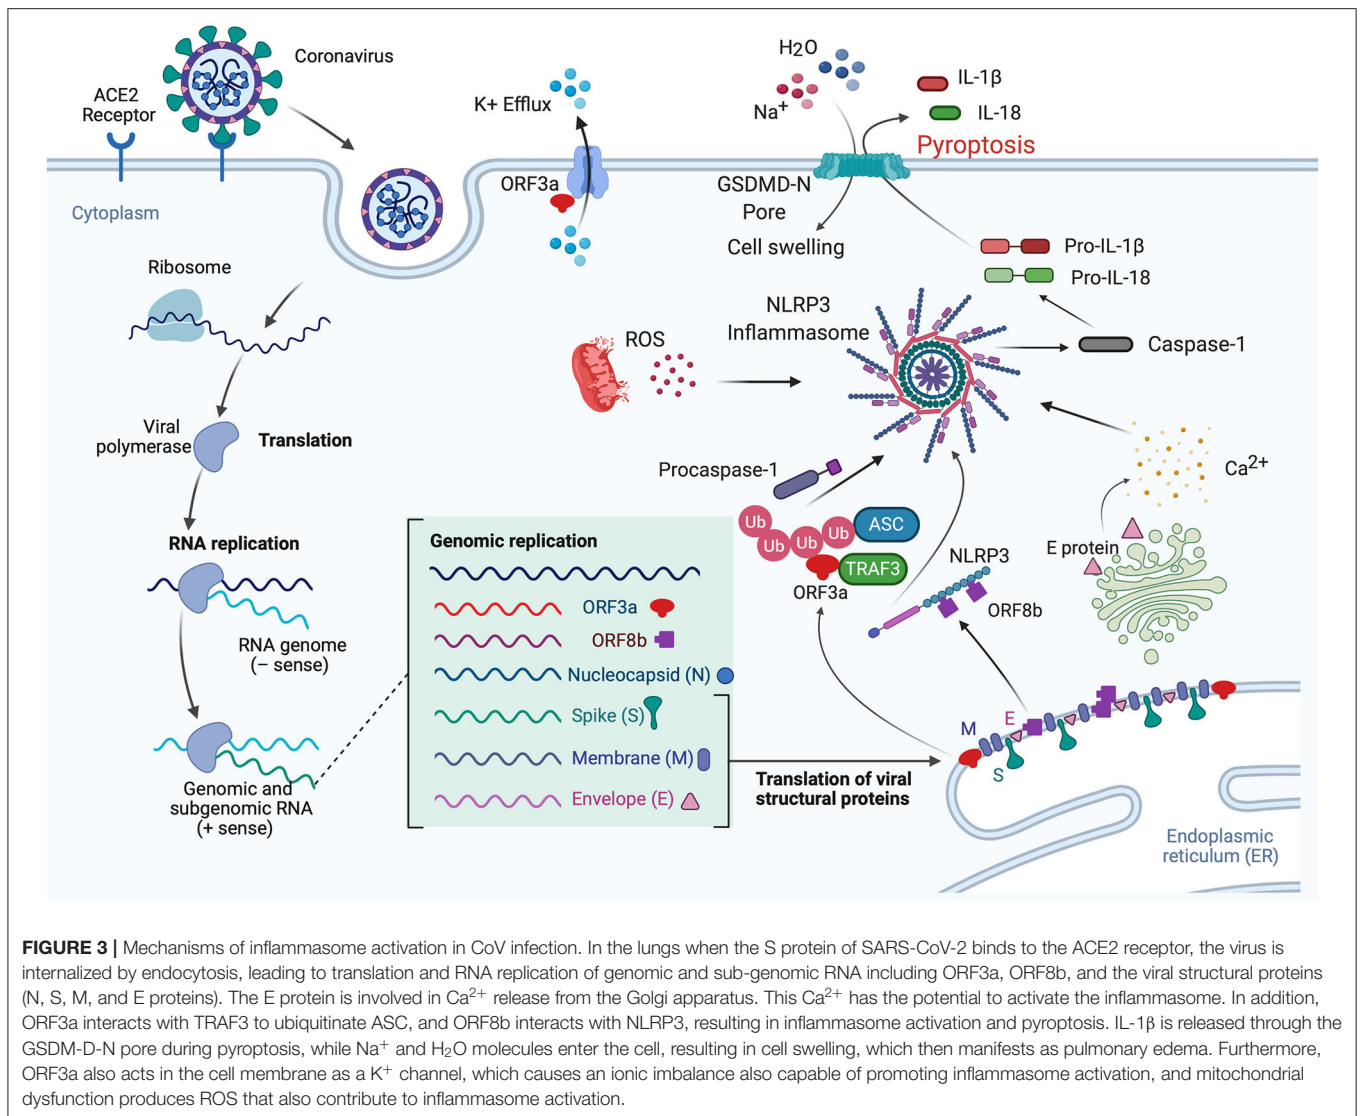 Coronavirus
ACE2
Receptor
K+ Efflux
H2O
Na+
IL-1β
IL-18
Pyroptosis
ORF3a
GSDMD-N
Pore
Cell swelling
Cytoplasm
Pro-IL-1β
Pro-IL-18
Ribosome
NLRP3
Inflammasome
ROS
Caspase-1
Viral
polymerase
Translation
Procaspase-1
Ca2+
Ub
Ub
Ub
Ub
ASC
TRAF3
ORF3a
NLRP3
ORF8b
E protein
RNA replication
RNA genome
(– sense)
Genomic and
subgenomic RNA
(+ sense)
Genomic replication
ORF3a
ORF8b
Nucleocapsid (N)
Spike (S)
Membrane (M)
Envelope (E)
Translation of viral
structural proteins
M
E
S
Endoplasmic
reticulum (ER)
FIGURE 3 | Mechanisms of inflammasome activation in CoV infection. In the lungs when the S protein of SARS-CoV-2 binds to the ACE2 receptor, the virus is
internalized by endocytosis, leading to translation and RNA replication of genomic and sub-genomic RNA including ORF3a, ORF8b, and the viral structural proteins
(N, S, M, and E proteins). The E protein is involved in Ca2+ release from the Golgi apparatus. This Ca2+ has the potential to activate the inflammasome. In addition,
ORF3a interacts with TRAF3 to ubiquitinate ASC, and ORF8b interacts with NLRP3, resulting in inflammasome activation and pyroptosis. IL-1β is released through the
GSDM-D-N pore during pyroptosis, while Na+ and H2O molecules enter the cell, resulting in cell swelling, which then manifests as pulmonary edema. Furthermore,
ORF3a also acts in the cell membrane as a K+ channel, which causes an ionic imbalance also capable of promoting inflammasome activation, and mitochondrial
dysfunction produces ROS that also contribute to inflammasome activation.